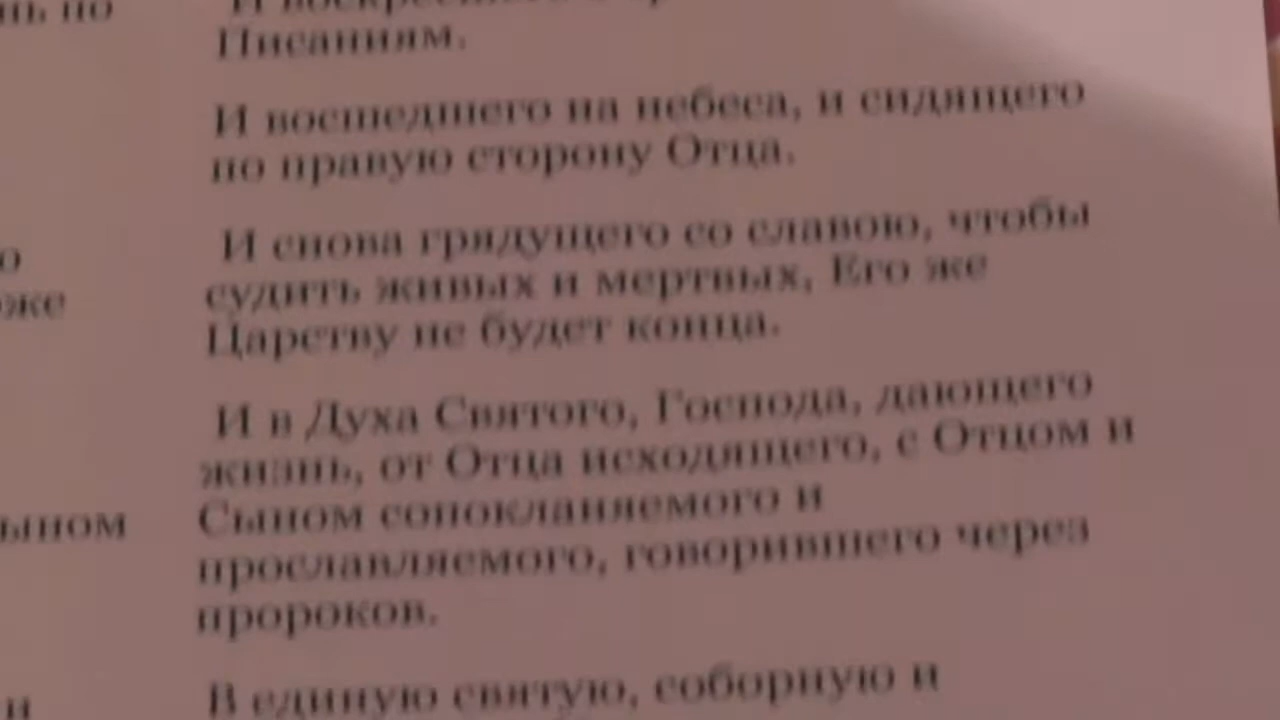 Писаниям.
И восшедшего на небеса, и сидящего
по правую сторону Отца.
И снова грядущего со славою, чтобы
судить живых и мертвых, Его же
Царству не будет конца.
И в Духа Святого, Господа, дающего
жизнь, от Отца исходящего, с Отцом и
Сыном сопокланяемого и
прославляемого, говорившего через
пророков.
В единую святую, соборную и